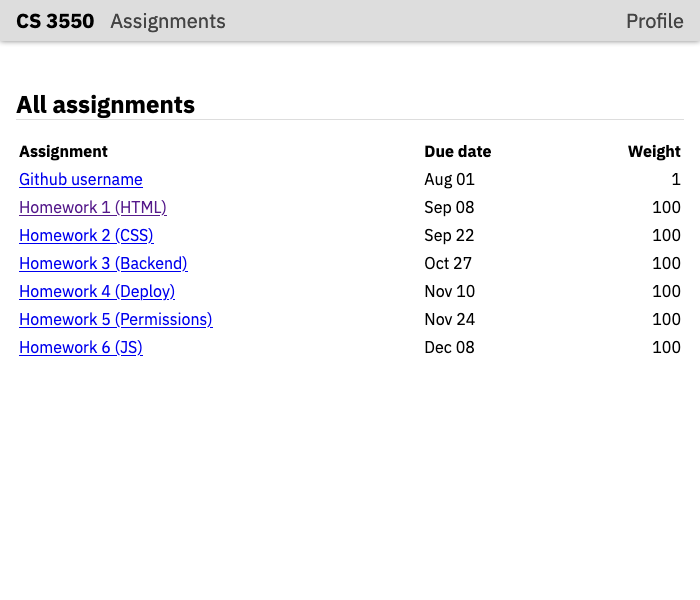 CS 3550 Assignments Profile
All assignments
Assignment Due date Weight
Github username Aug 01 1
Homework 1 (HTML) Sep 08 100
Homework 2 (CSS) Sep 22 100
Homework 3 (Backend) Oct 27 100
Homework 4 (Deploy) Nov 10 100
Homework 5 (Permissions) Nov 24 100
Homework 6 (JS) Dec 08 100